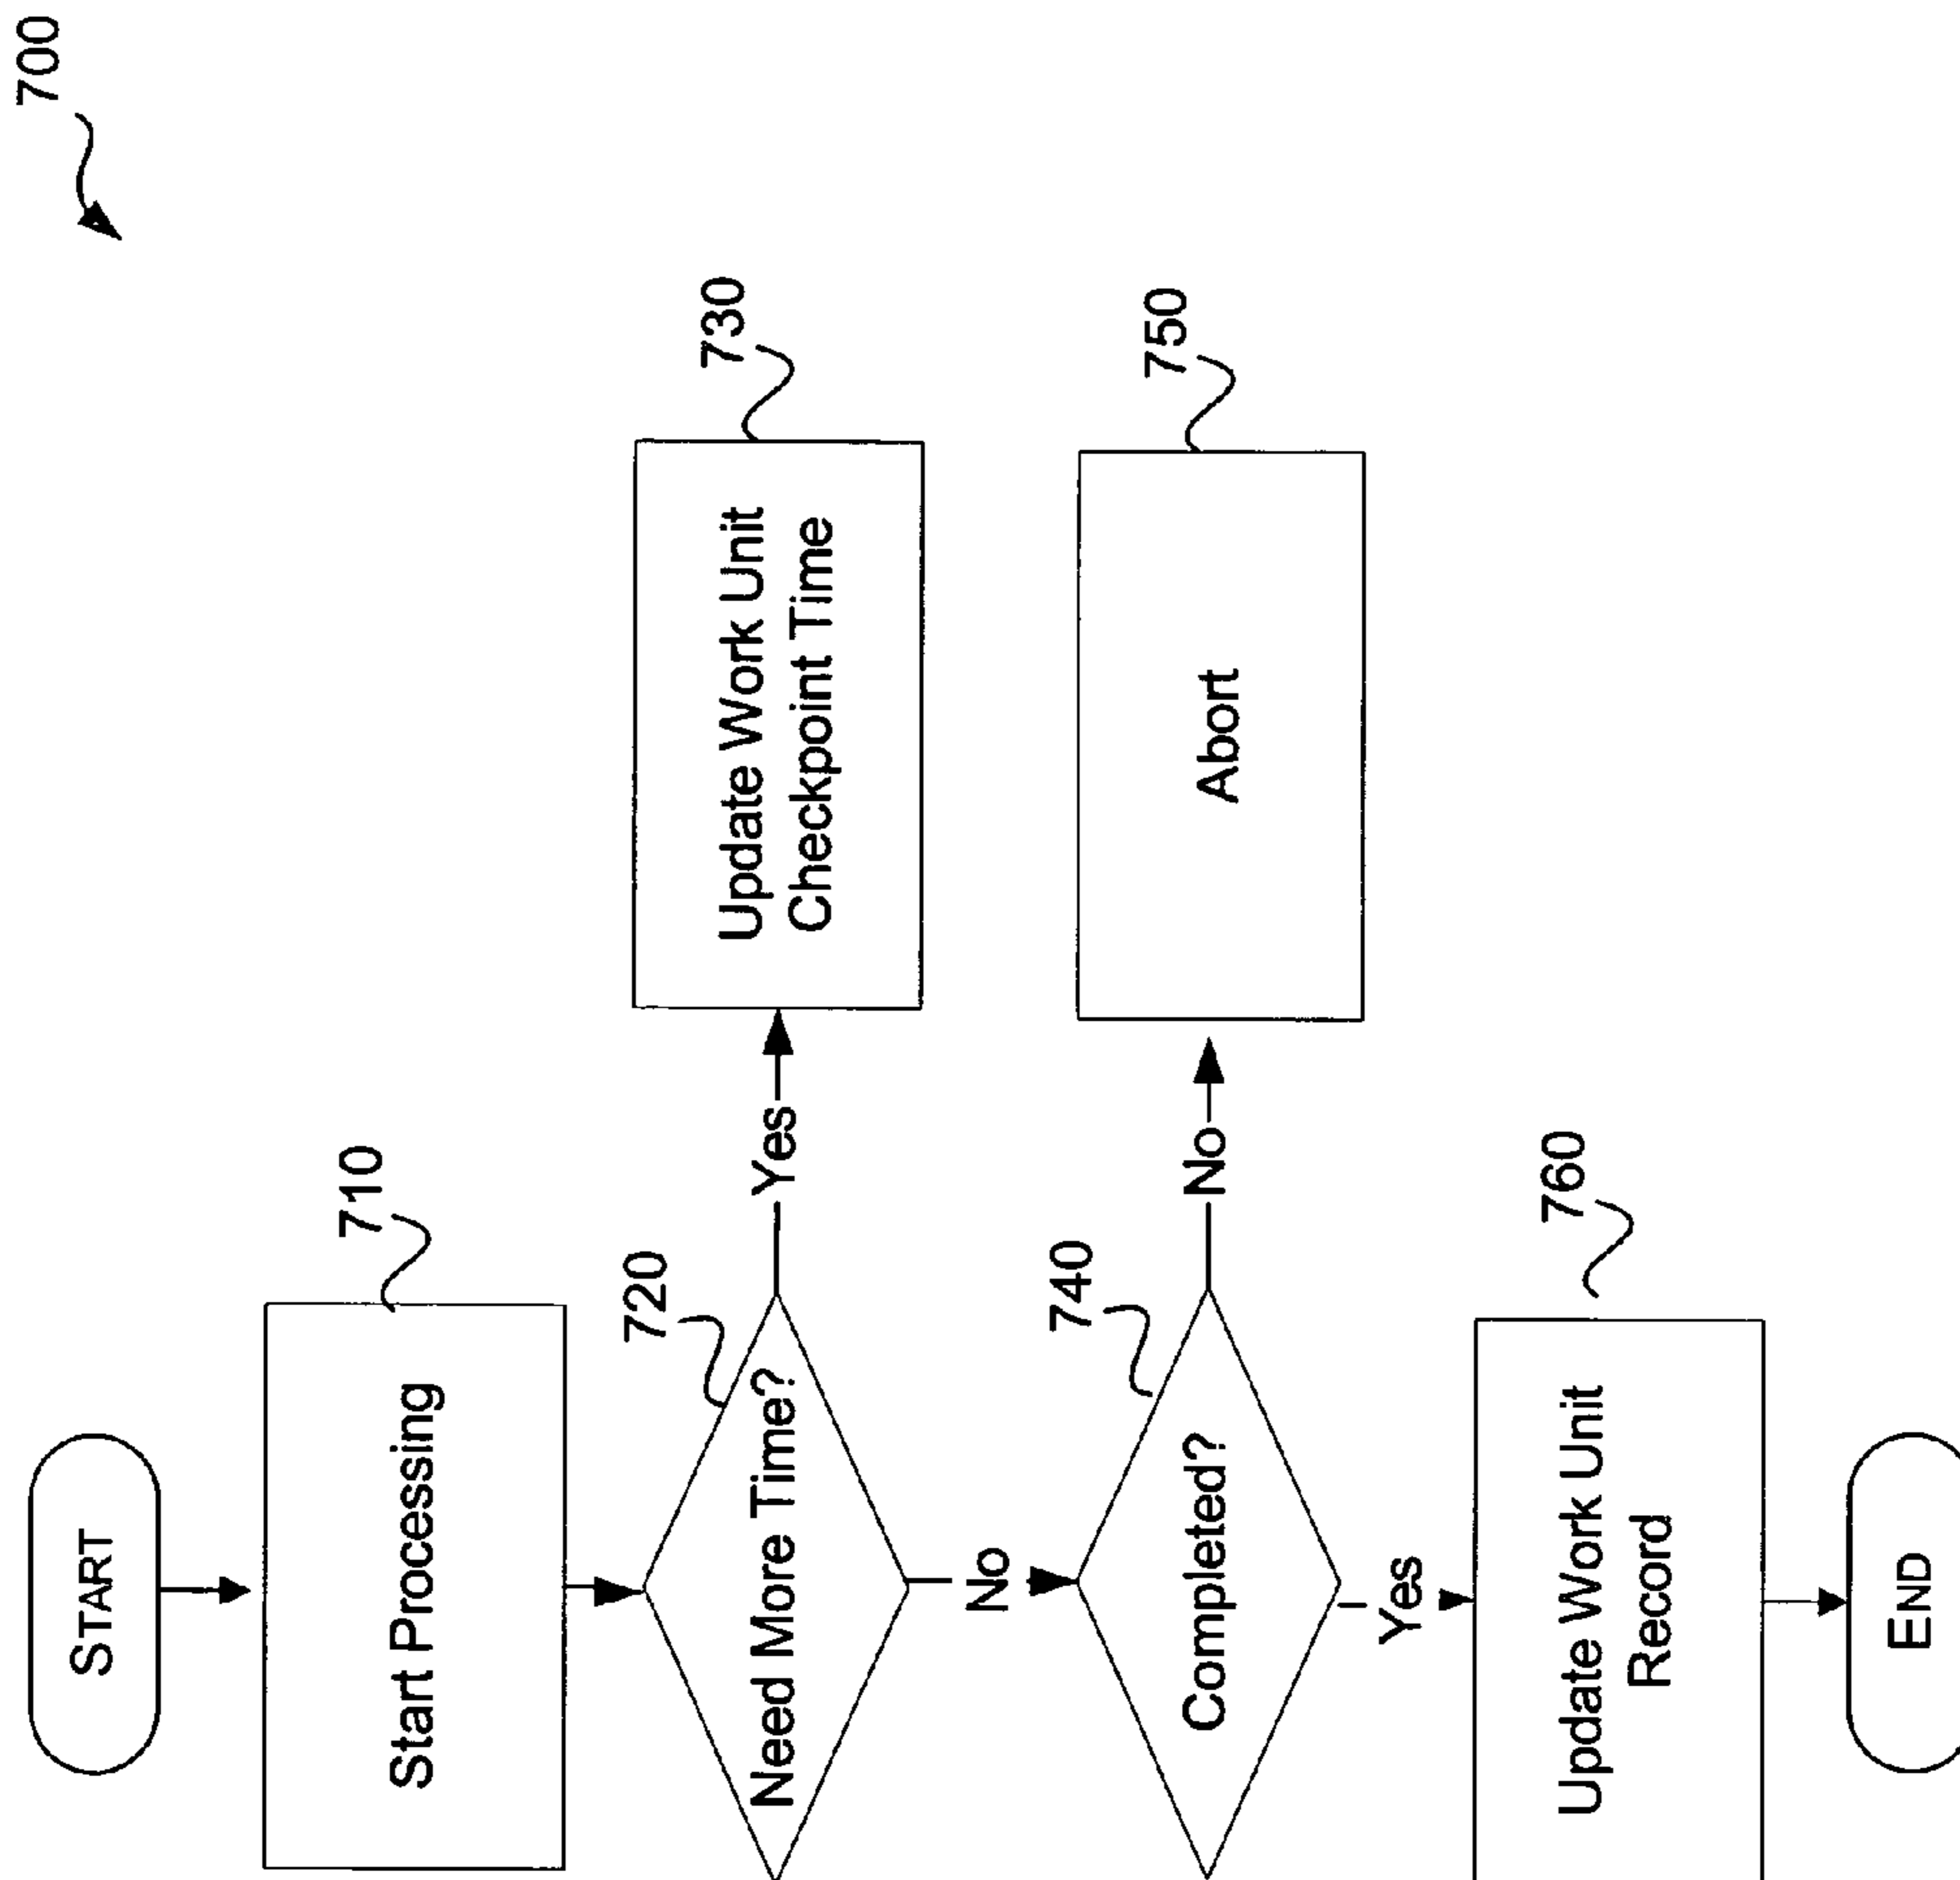 700
START
710
Start Processing
720
Need More Time?
Yes
730
Update Work Unit
Checkpoint Time
No
740
Completed?
No
750
Abort
Yes
760
Update Work Unit
Record
END